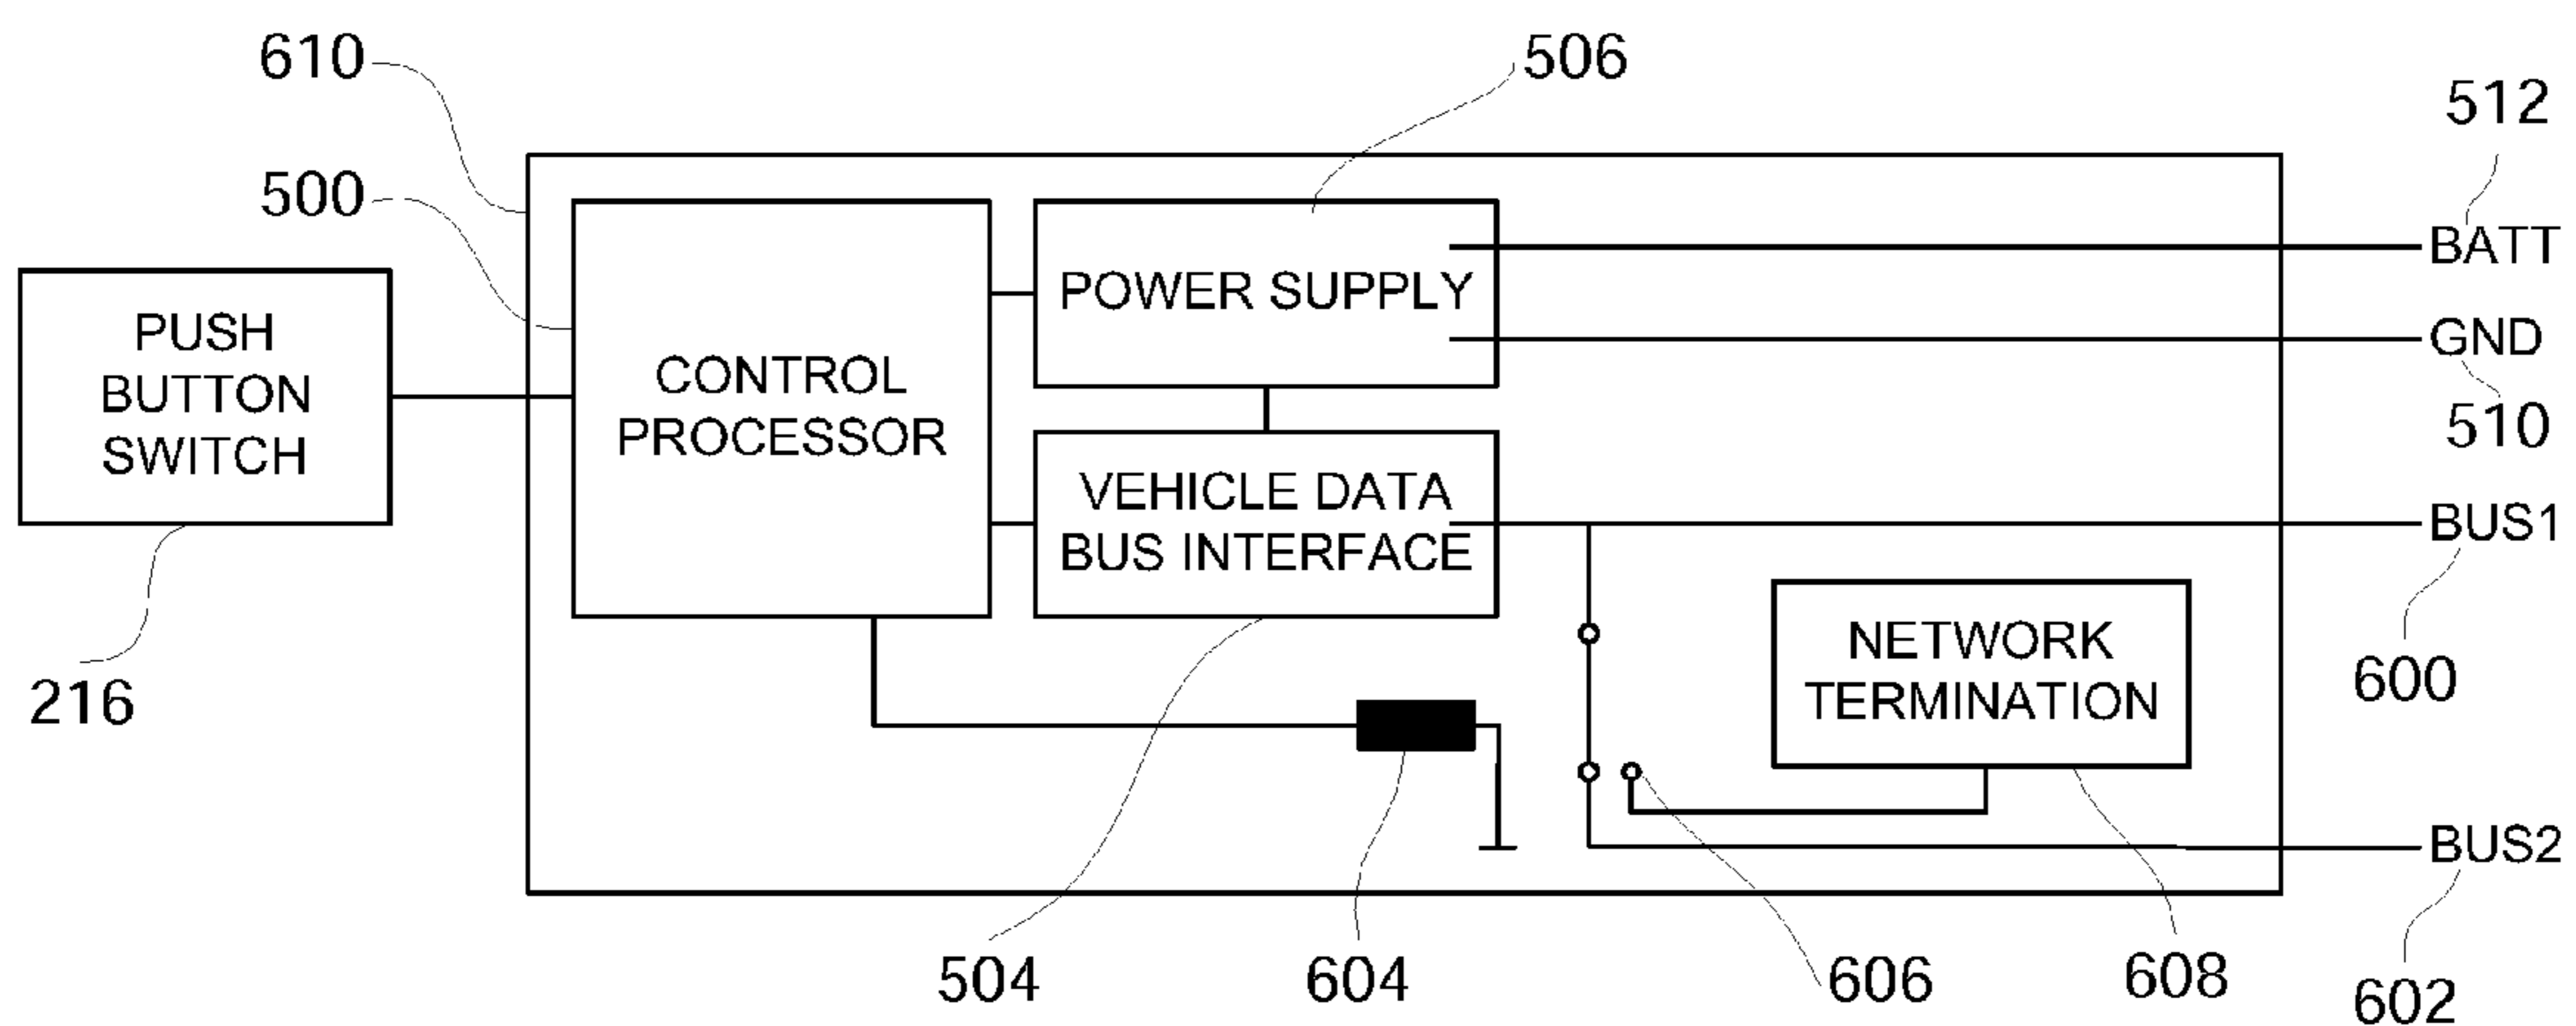 610
506
512
500
BATT
POWER SUPPLY
PUSH
BUTTON
SWITCH
GND
CONTROL
PROCESSOR
510
VEHICLE DATA
BUS INTERFACE
BUS1
NETWORK
TERMINATION
600
216
BUS2
504
604
606
608
602